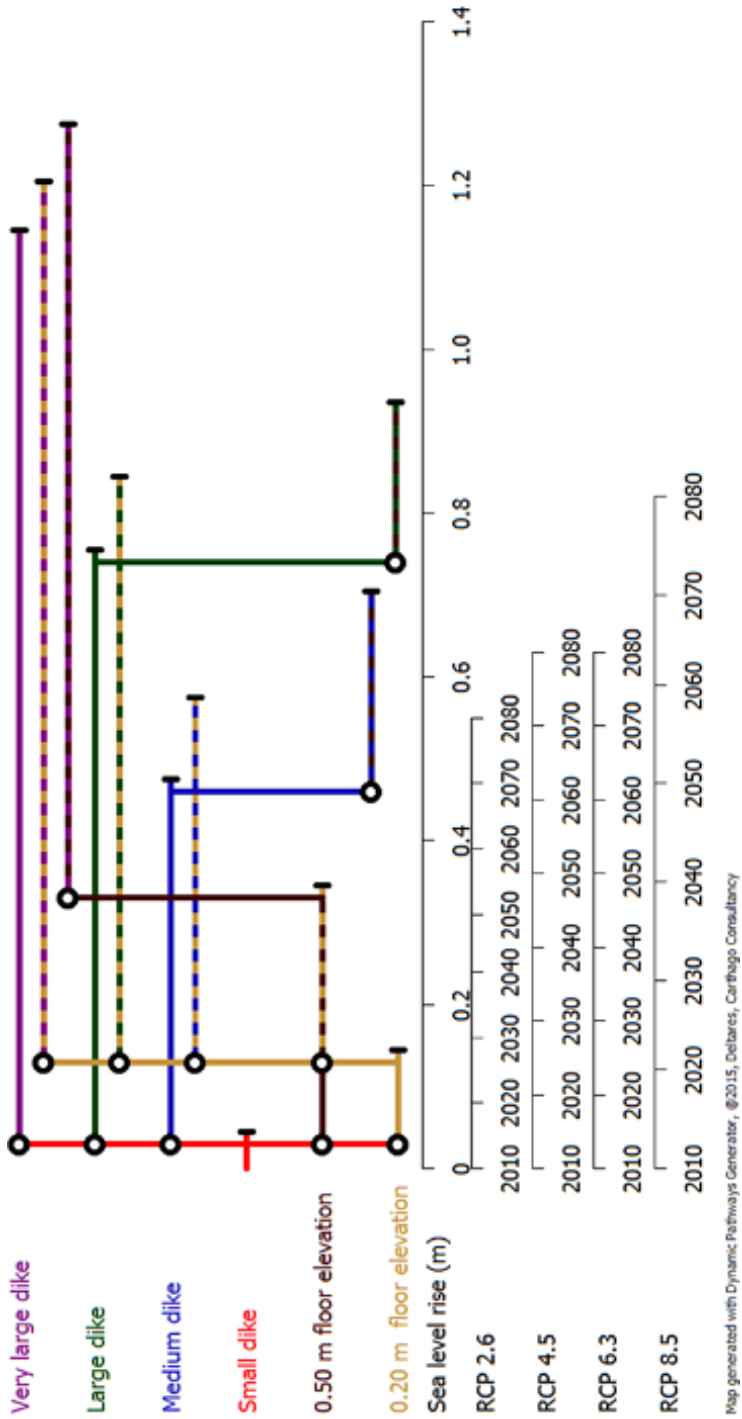 Very large dike
Large dike
Medium dike
Small dike
0.50 m floor elevation
0.20 m  floor elevation
Sea level rise (m)
0 0.2 0.4 0.6 0.8 1.0 1.2 1.4
RCP 2.6
2010 2020 2030 2040 2050 2060 2070 2080
RCP 4.5
2010 2020 2030 2040 2050 2060 2070 2080
RCP 6.3
2010 2020 2030 2040 2050 2060 2070 2080
RCP 8.5
2010 2020 2030 2040 2050 2060 2070 2080
Map generated with Dynamic Pathways Generator, @2015, Deltares, Carthago Consultancy